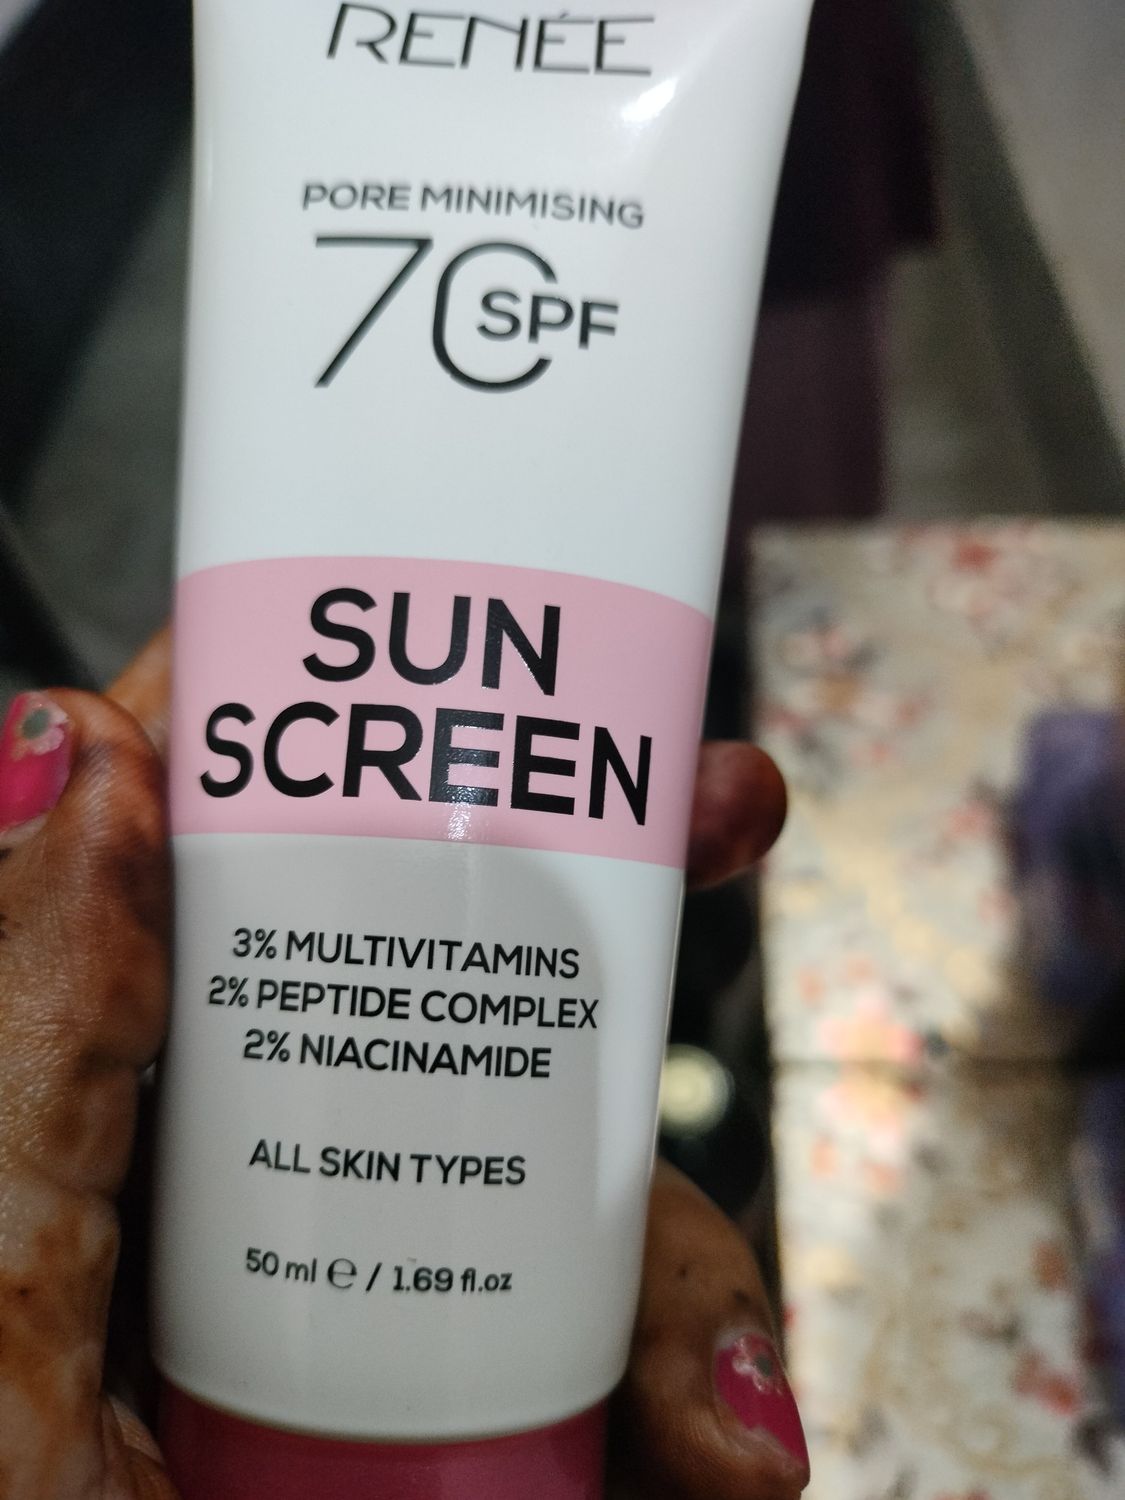 RENÉE
PORE MINIMISING
70 SPF
SUN
SCREEN
3% MULTIVITAMINS
2% PEPTIDE COMPLEX
2% NIACINAMIDE
ALL SKIN TYPES
50 ml ℮ / 1.69 fl.oz